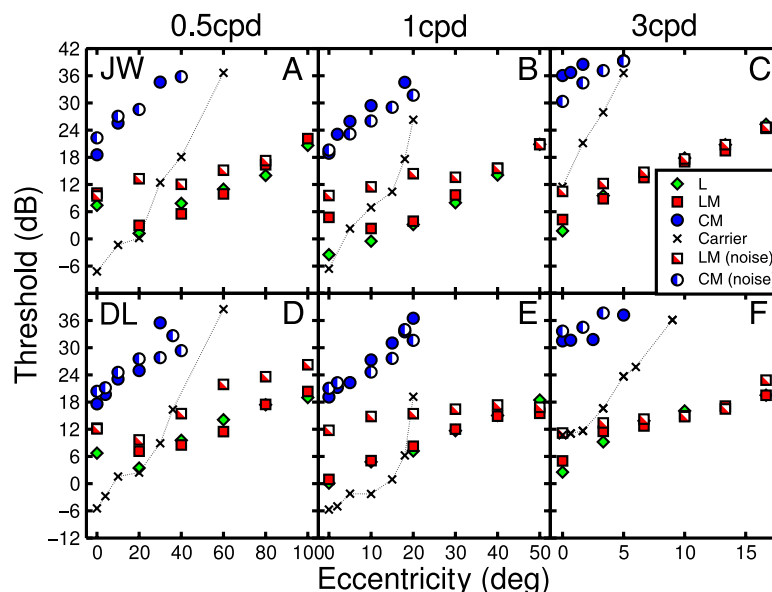 0.5cpd 1cpd 3cpd
42
36
30
24
18
12
6
0
-6
JW A B C
L
LM
CM
Carrier
LM (noise)
CM (noise)
Threshold (dB)
36
30
24
18
12
6
0
-6
-12
DL D E F
0 20 40 60 80 100 0 10 20 30 40 50 0 5 10 15
Eccentricity (deg)